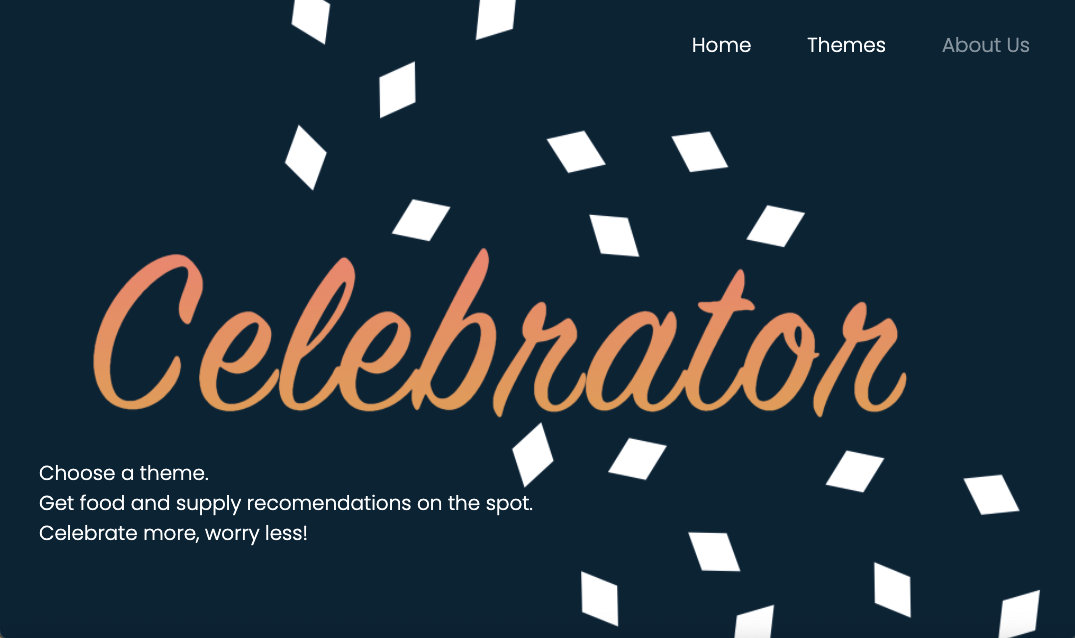 Home Themes About Us
Celebrator
Choose a theme.
Get food and supply recomendations on the spot.
Celebrate more, worry less!